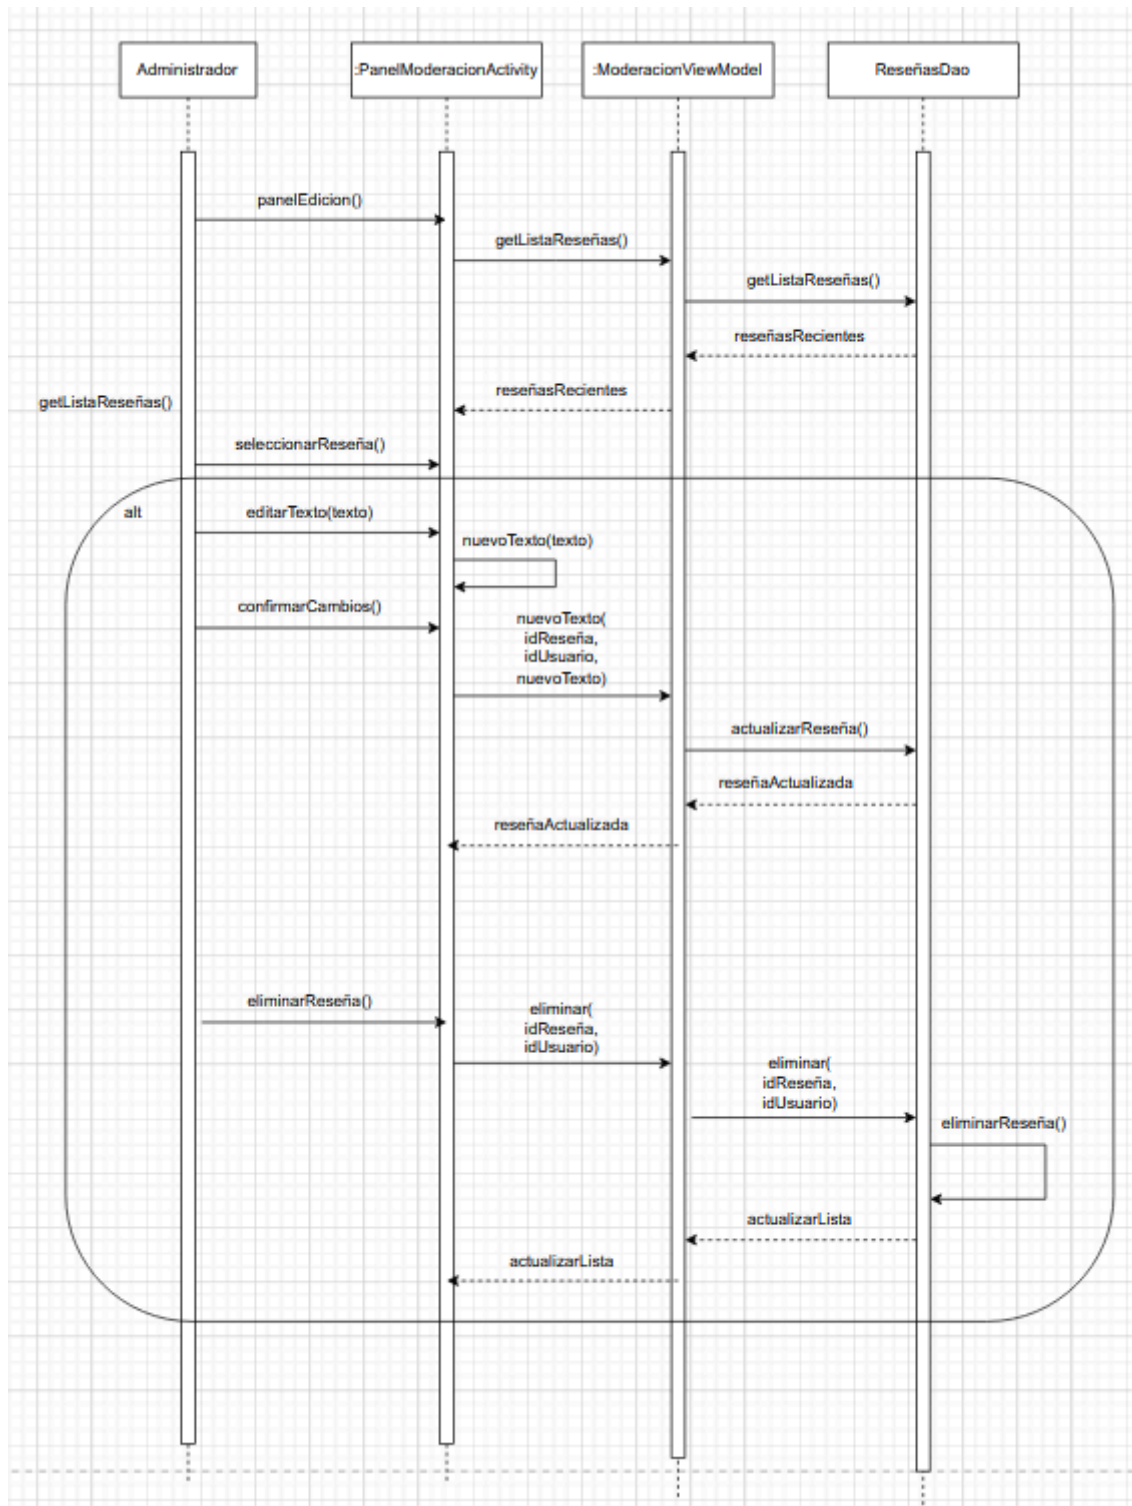 Administrador
:PanelModeracionActivity
:ModeracionViewModel
ReseñasDao
panelEdicion()
getListaReseñas()
getListaReseñas()
reseñasRecientes
reseñasRecientes
getListaReseñas()
seleccionarReseña()
alt
editarTexto(texto)
nuevoTexto(texto)
confirmarCambios()
nuevoTexto(
idReseña,
idUsuario,
nuevoTexto)
actualizarReseña()
reseñaActualizada
reseñaActualizada
eliminarReseña()
eliminar(
idReseña,
idUsuario)
eliminar(
idReseña,
idUsuario)
eliminarReseña()
actualizarLista
actualizarLista